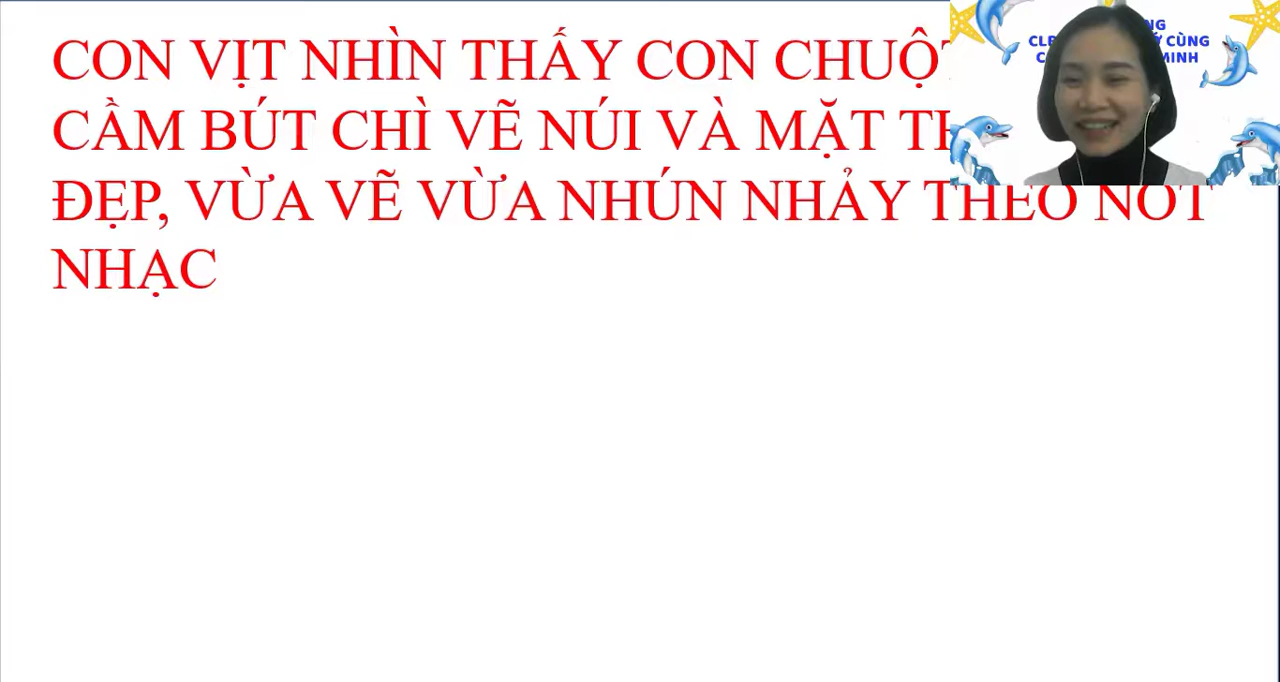 CON VỊT NHÌN THẤY CON CHUỘT
CẦM BÚT CHÌ VẼ NÚI VÀ MẶT
ĐẸP, VỪA VẼ VỪA NHÚN NHẢY THEO NỐT
NHẠC
CÙNG
MINH